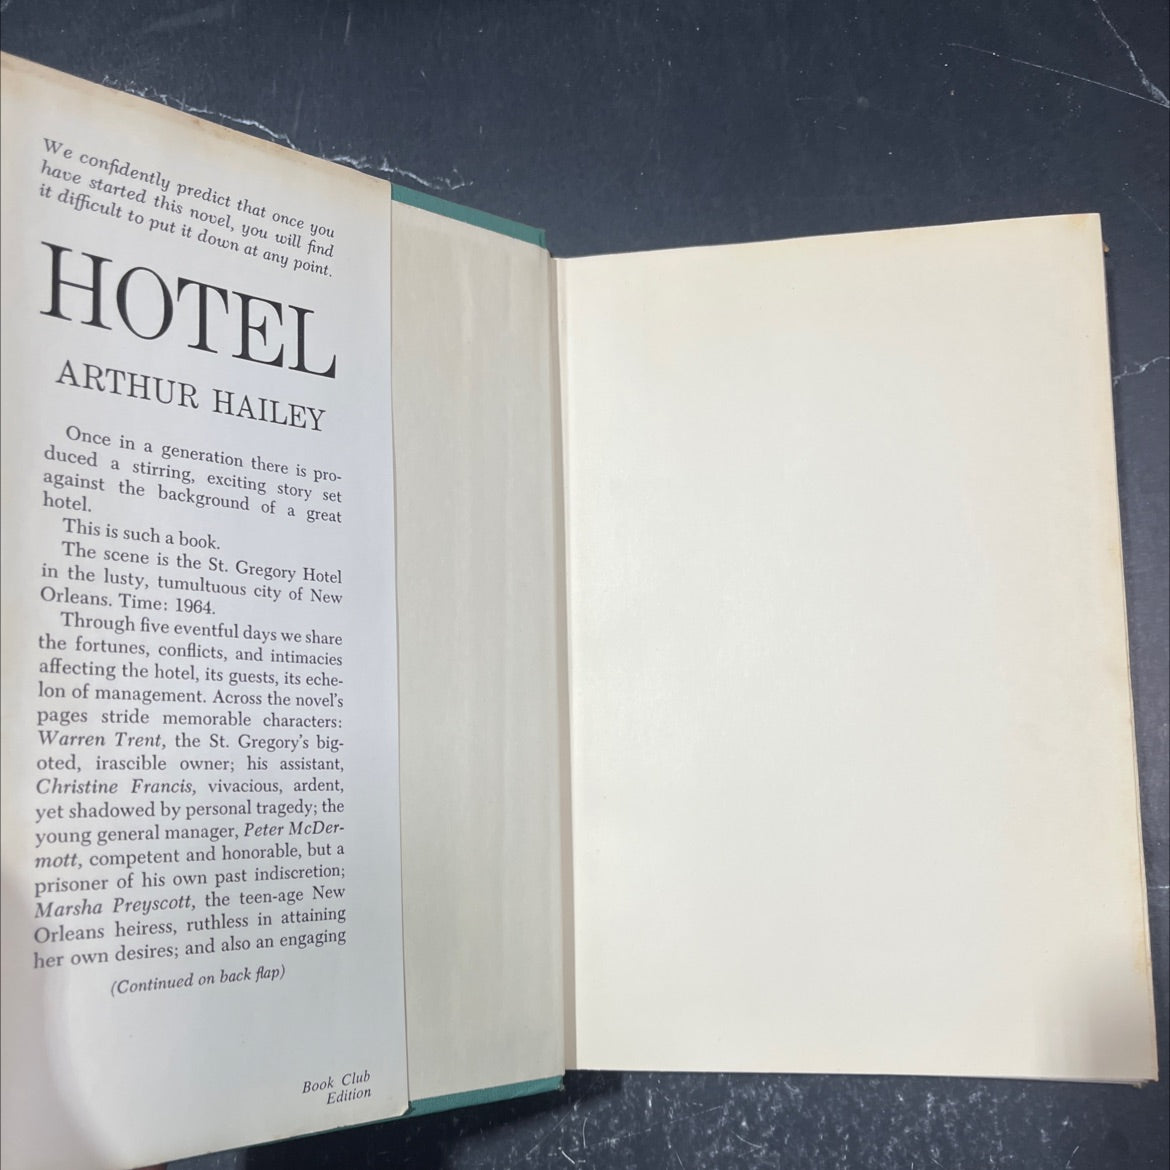 We confidently predict that once you
have started this novel, you will find
it difficult to put it down at any point.
HOTEL
ARTHUR HAILEY
Once in a generation there is pro-
duced a stirring, exciting story set
against the background of a great
hotel.
This is such a book.
The scene is the St. Gregory Hotel
in the lusty, tumultuous city of New
Orleans. Time: 1964.
Through five eventful days we share
the fortunes, conflicts, and intimacies
affecting the hotel, its guests, its eche-
lon of management. Across the novel's
pages stride memorable characters:
Warren Trent, the St. Gregory's big-
oted, irascible owner; his assistant,
Christine Francis, vivacious, ardent,
yet shadowed by personal tragedy; the
young general manager, Peter McDer-
mott, competent and honorable, but a
prisoner of his own past indiscretion;
Marsha Preyscott, the teen-age New
Orleans heiress, ruthless in attaining
her own desires; and also an engaging
(Continued on back flap)
Book Club
Edition